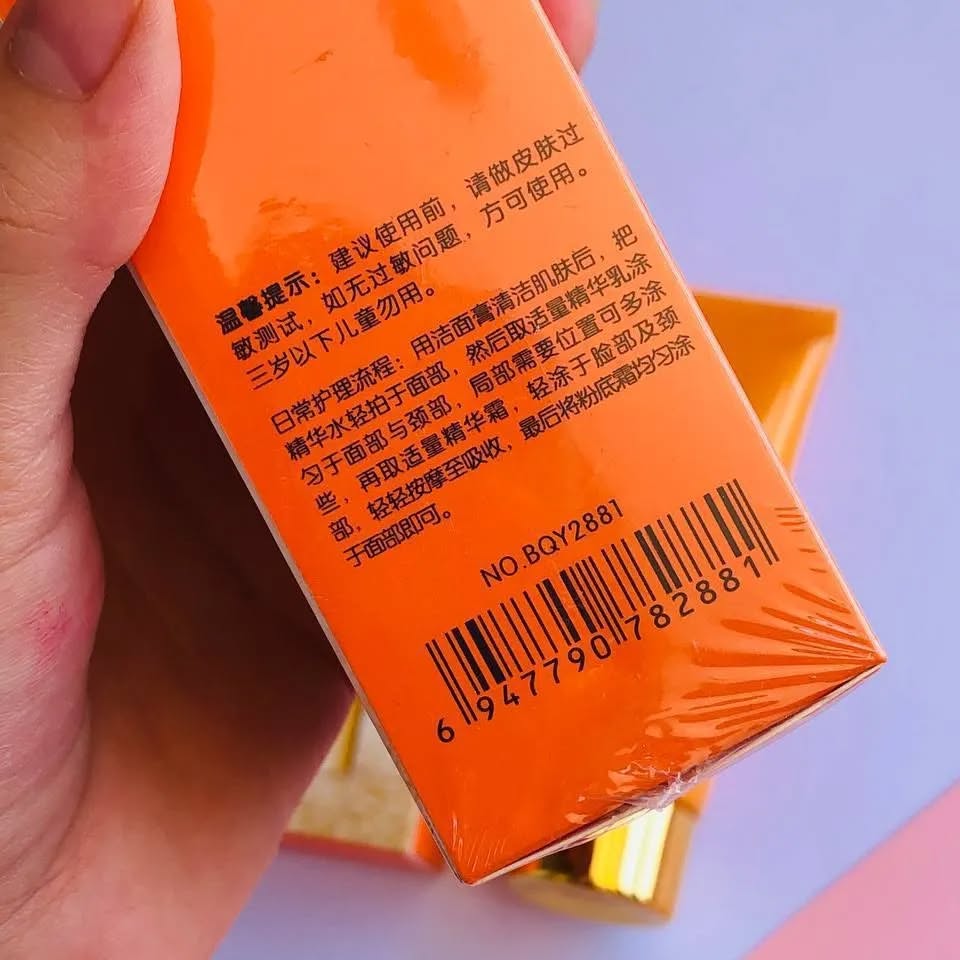 温馨提示：建议使用前，请做皮肤过
敏测试，如无过敏问题，方可使用。
三岁以下儿童勿用。
日常护理流程：用洁面膏清洁肌肤后，把
精华水轻拍于面部，然后取适量精华乳涂
匀于面部与颈部，局部需要位置可多涂
些，再取适量精华霜，轻涂于脸部及颈
部，轻轻按摩至吸收，最后将粉底霜均匀涂
于面部即可。
NO.BQY2881
6947790782881